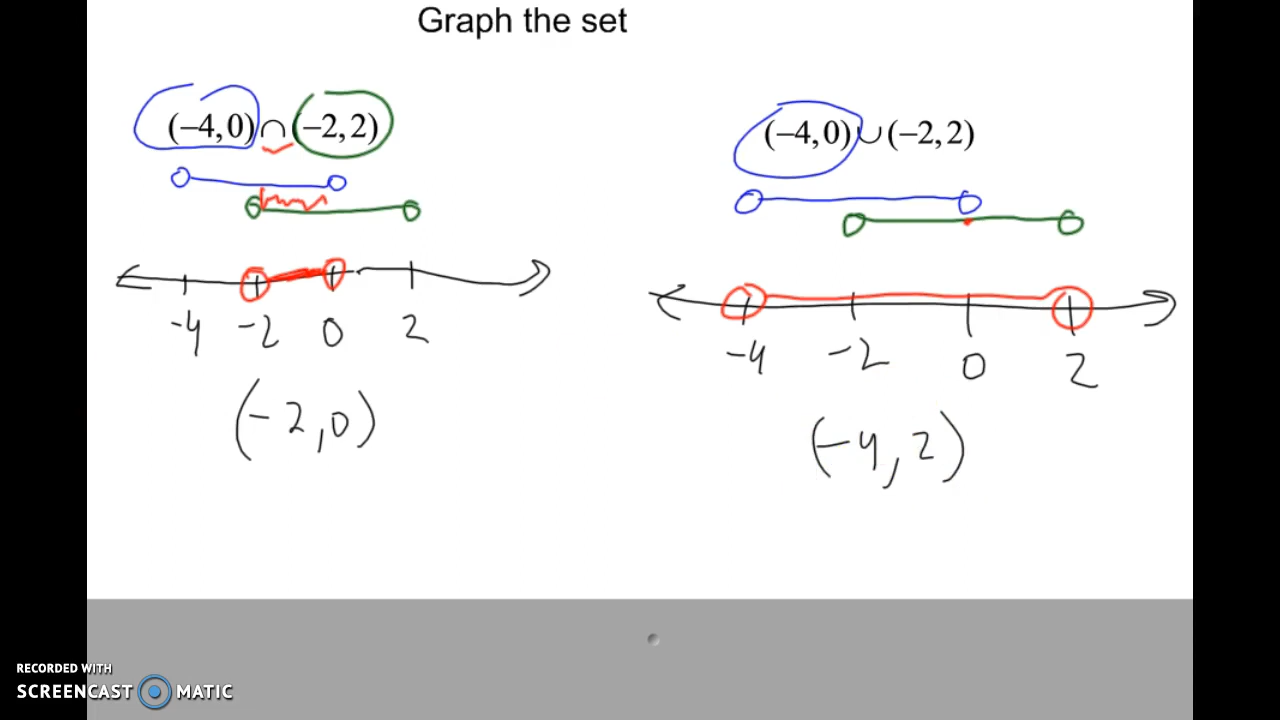 Graph the set
(−4,0)∩(−2,2)
-4 -2 0 2
(-2,0)
(−4,0)∪(−2,2)
-4 -2 0 2
(-4,2)
RECORDED WITH
SCREENCAST MATIC